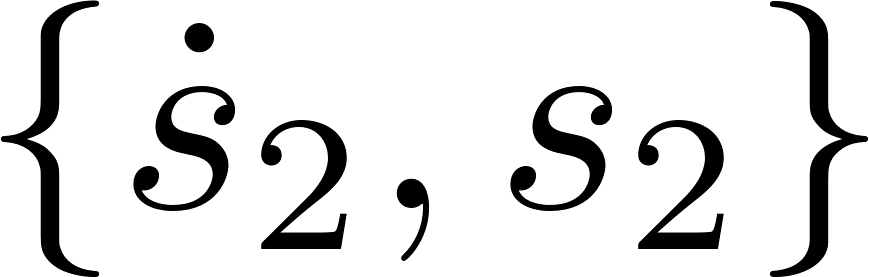 {ṡ₂, s₂}